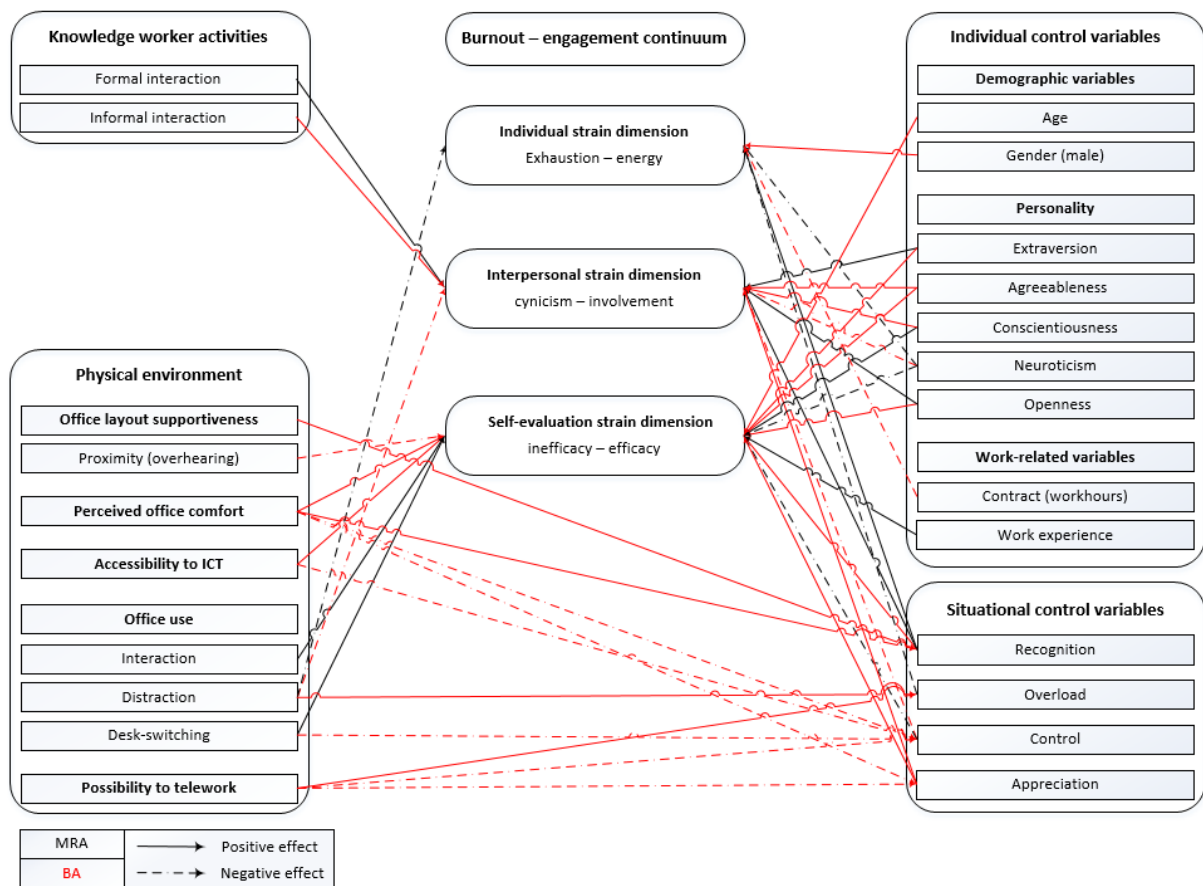 Knowledge worker activities
Formal interaction
Informal interaction
Burnout – engagement continuum
Individual strain dimension
Exhaustion – energy
Interpersonal strain dimension
cynicism – involvement
Self-evaluation strain dimension
inefficacy – efficacy
Physical environment
Office layout supportiveness
Proximity (overhearing)
Perceived office comfort
Accessibility to ICT
Office use
Interaction
Distraction
Desk-switching
Possibility to telework
Individual control variables
Demographic variables
Age
Gender (male)
Personality
Extraversion
Agreeableness
Conscientiousness
Neuroticism
Openness
Work-related variables
Contract (workhours)
Work experience
Situational control variables
Recognition
Overload
Control
Appreciation
MRA
Positive effect
BA
Negative effect